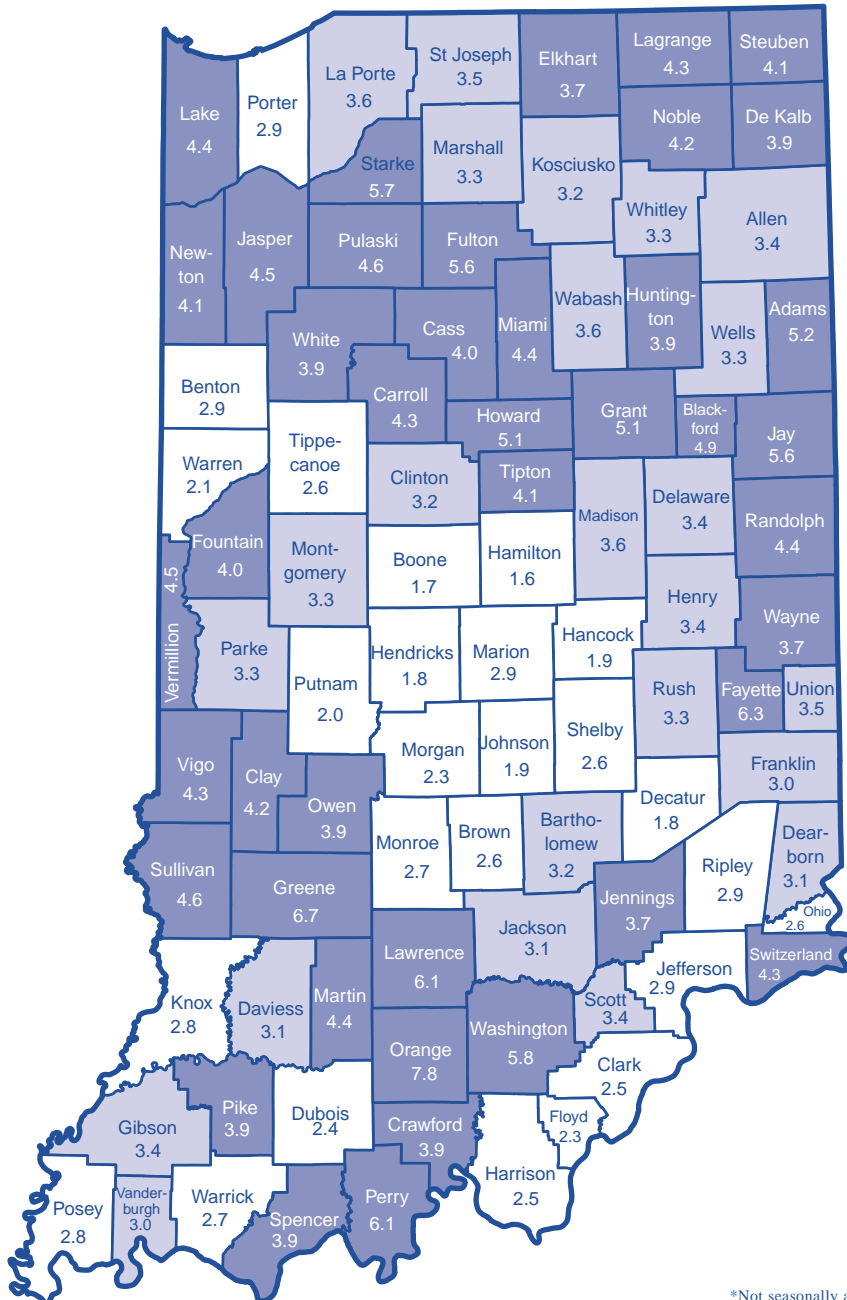 Lagrange
4.3
Steuben
4.1
St Joseph
3.5
Elkhart
3.7
La Porte
3.6
Porter
2.9
Lake
4.4
Noble
4.2
De Kalb
3.9
Marshall
3.3
Starke
5.7
Kosciusko
3.2
Whitley
3.3
Allen
3.4
New-
ton
4.1
Jasper
4.5
Pulaski
4.6
Fulton
5.6
Miami
4.4
Wabash
3.6
Hunting-
ton
3.9
Wells
3.3
Adams
5.2
White
3.9
Cass
4.0
Benton
2.9
Carroll
4.3
Howard
5.1
Grant
5.1
Black-
ford
4.9
Jay
5.6
Warren
2.1
Tippe-
canoe
2.6
Clinton
3.2
Tipton
4.1
Madison
3.6
Delaware
3.4
Randolph
4.4
Fountain
4.0
Mont-
gomery
3.3
Boone
1.7
Hamilton
1.6
Henry
3.4
Wayne
3.7
Vermillion
4.5
Parke
3.3
Putnam
2.0
Hendricks
1.8
Marion
2.9
Hancock
1.9
Rush
3.3
Fayette
6.3
Union
3.5
Vigo
4.3
Clay
4.2
Owen
3.9
Morgan
2.3
Johnson
1.9
Shelby
2.6
Franklin
3.0
Decatur
1.8
Sullivan
4.6
Greene
6.7
Monroe
2.7
Brown
2.6
Bartho-
lomew
3.2
Jennings
3.7
Ripley
2.9
Dear-
born
3.1
Ohio
2.6
Switzerland
4.3
Knox
2.8
Daviess
3.1
Martin
4.4
Lawrence
6.1
Jackson
3.1
Jefferson
2.9
Scott
3.4
Washington
5.8
Orange
7.8
Clark
2.5
Floyd
2.3
Gibson
3.4
Pike
3.9
Dubois
2.4
Crawford
3.9
Harrison
2.5
Posey
2.8
Vander-
burgh
3.0
Warrick
2.7
Spencer
3.9
Perry
6.1
*Not seasonally a